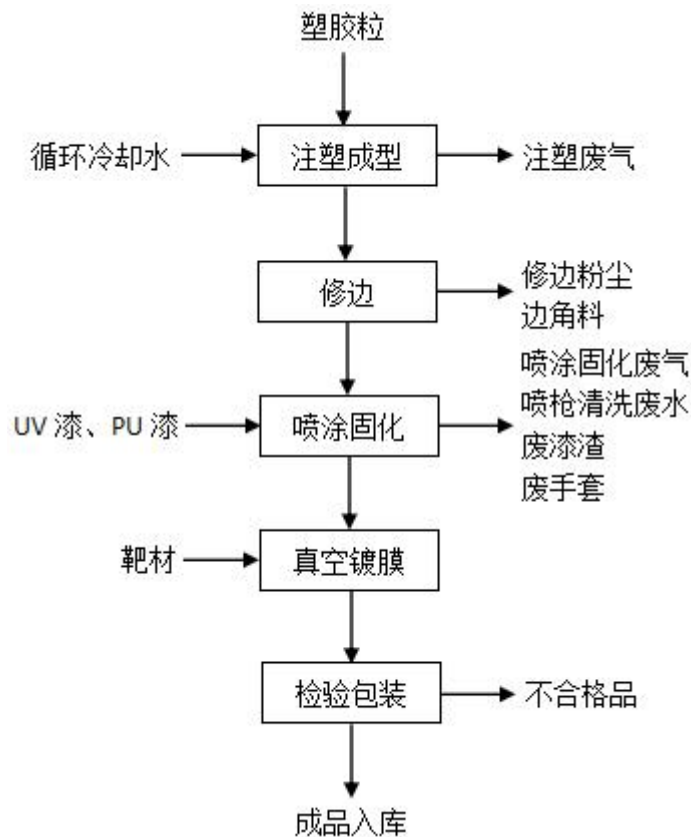 塑胶粒
循环冷却水
注塑成型
注塑废气
修边
修边粉尘
边角料
UV 漆、PU 漆
喷涂固化
喷涂固化废气
喷枪清洗废水
废漆渣
废手套
靶材
真空镀膜
检验包装
不合格品
成品入库